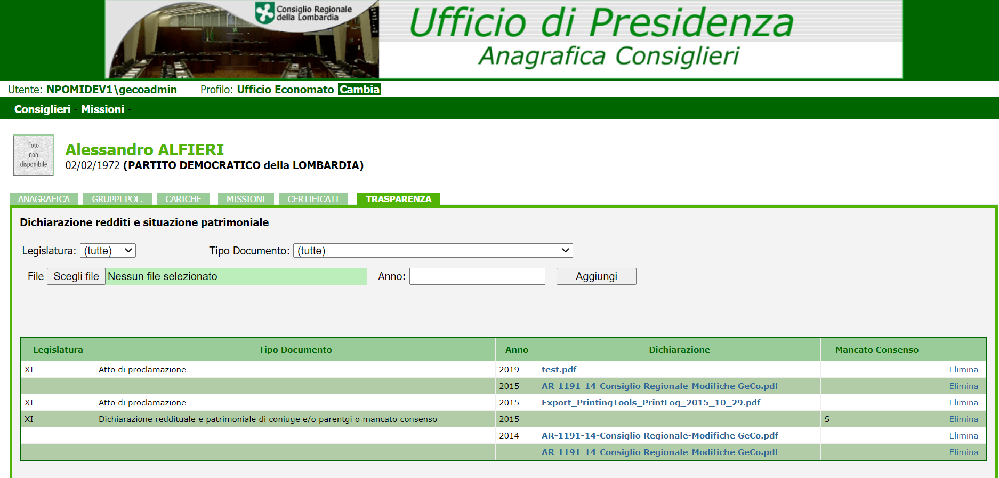 Consiglio Regionale
della Lombardia
Ufficio di Presidenza
Anagrafica Consiglieri
Utente: NPOMIDEV1\gecoadmin Profilo: Ufficio Economato Cambia
Consiglieri - Missioni -
Foto
non
disponibile
Alessandro ALFIERI
02/02/1972 (PARTITO DEMOCRATICO della LOMBARDIA)
ANAGRAFICA GRUPPI POL. CARICHE MISSIONI CERTIFICATI TRASPARENZA
Dichiarazione redditi e situazione patrimoniale
Legislatura: (tutte) Tipo Documento: (tutte)
File Scegli file Nessun file selezionato Anno: Aggiungi
Legislatura Tipo Documento Anno Dichiarazione Mancato Consenso
XI Atto di proclamazione 2019 test.pdf Elimina
2015 AR-1191-14-Consiglio Regionale-Modifiche GeCo.pdf Elimina
XI Atto di proclamazione 2015 Export_PrintingTools_PrintLog_2015_10_29.pdf Elimina
XI Dichiarazione reddituale e patrimoniale di coniuge e/o parentgi o mancato consenso 2015 S Elimina
2014 AR-1191-14-Consiglio Regionale-Modifiche GeCo.pdf Elimina
AR-1191-14-Consiglio Regionale-Modifiche GeCo.pdf Elimina